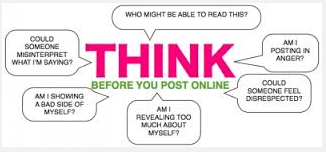 WHO MIGHT BE ABLE TO READ THIS?
COULD
SOMEONE
MISINTERPRET
WHAT I'M SAYING?
THINK
BEFORE YOU POST ONLINE
AM I
POSTING IN
ANGER?
AM I SHOWING
A BAD SIDE OF
MYSELF?
AM I
REVEALING TOO
MUCH ABOUT
MYSELF?
COULD
SOMEONE FEEL
DISRESPECTED?